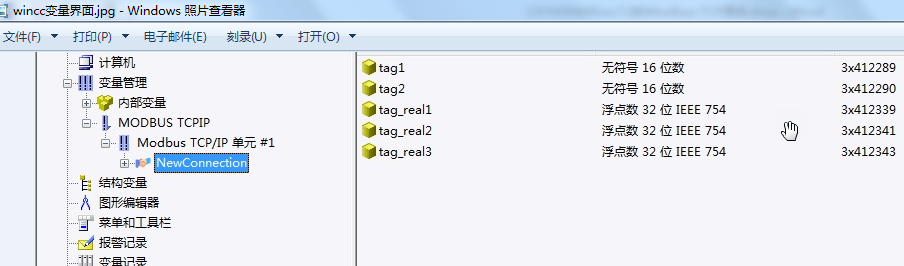 wincc变量界面.jpg - Windows 照片查看器
文件(F) 打印(P) 电子邮件(E) 刻录(U) 打开(O)
计算机
变量管理
内部变量
MODBUS TCPIP
Modbus TCP/IP 单元 #1
NewConnection
结构变量
图形编辑器
菜单和工具栏
报警记录
变量记录
tag1 无符号 16 位数 3x412289
tag2 无符号 16 位数 3x412290
tag_real1 浮点数 32 位 IEEE 754 3x412339
tag_real2 浮点数 32 位 IEEE 754 3x412341
tag_real3 浮点数 32 位 IEEE 754 3x412343